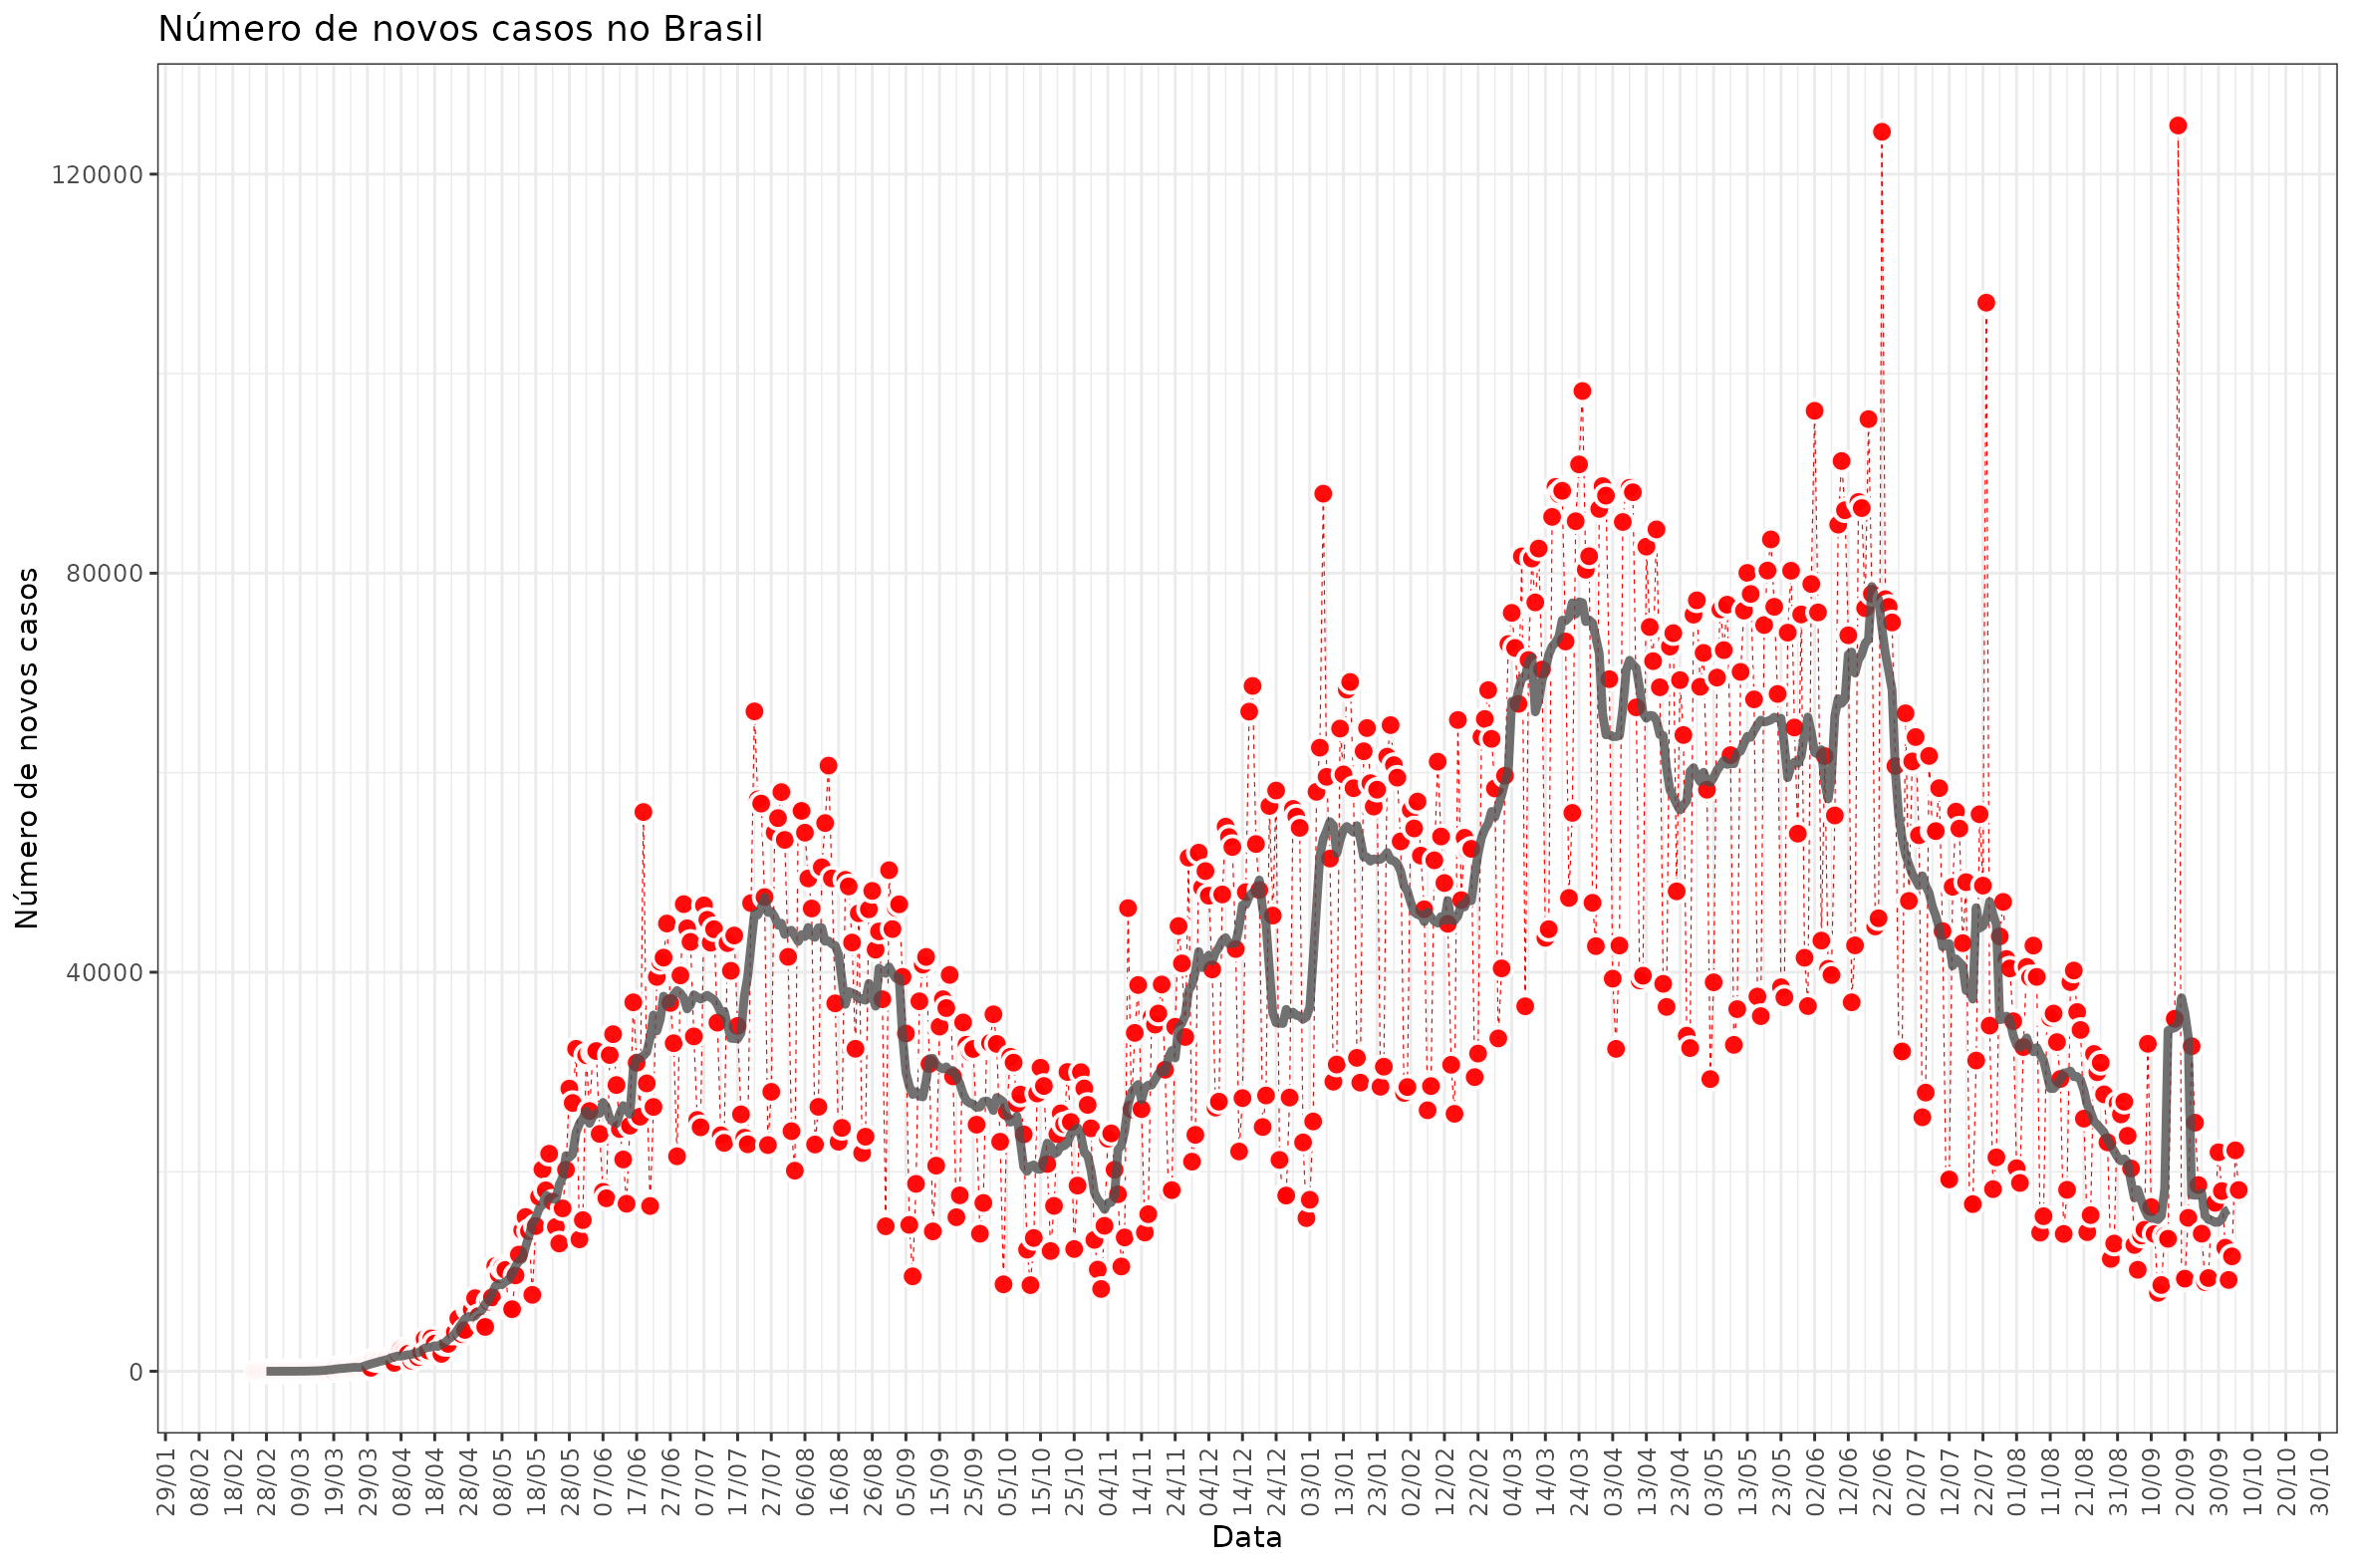 Número de novos casos no Brasil
Número de novos casos
120000
80000
40000
0
29/01 08/02 18/02 28/02 09/03 19/03 29/03 08/04 18/04 28/04 08/05 18/05 28/05 07/06 17/06 27/06 07/07 17/07 27/07 06/08 16/08 26/08 05/09 15/09 25/09 05/10 15/10 25/10 04/11 14/11 24/11 04/12 14/12 24/12 03/01 13/01 23/01 02/02 12/02 22/02 04/03 14/03 24/03 03/04 13/04 23/04 03/05 13/05 23/05 02/06 12/06 22/06 02/07 12/07 22/07 01/08 11/08 21/08 31/08 10/09 20/09 30/09 10/10 20/10 30/10
Data